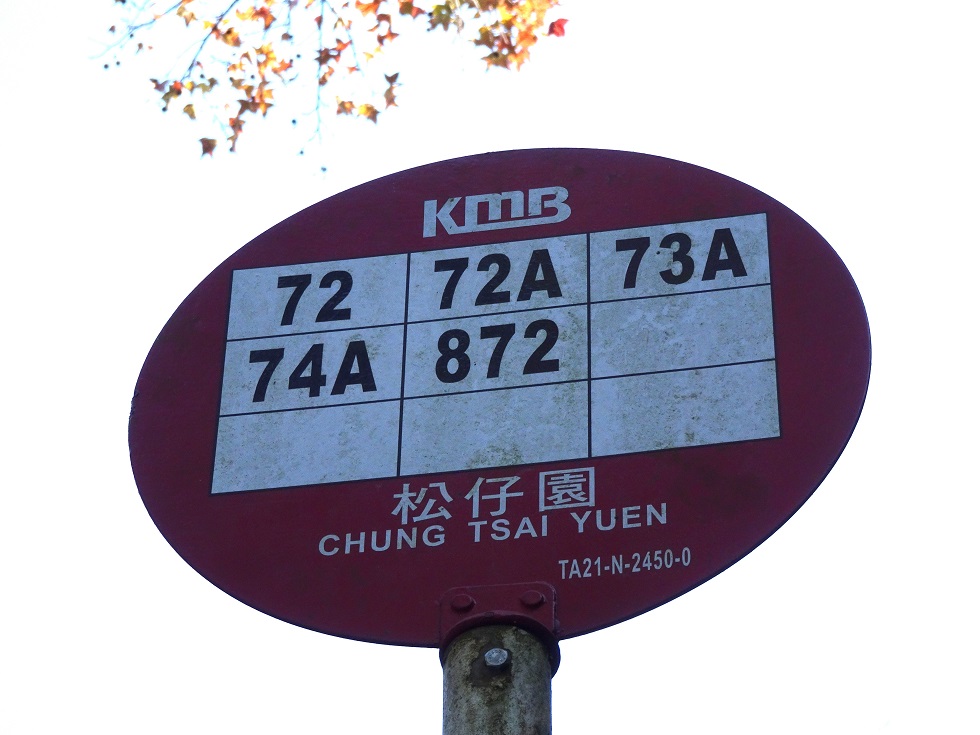 KMB
72 72A 73A
74A 872
松仔園
CHUNG TSAI YUEN
TA21-N-2450-0